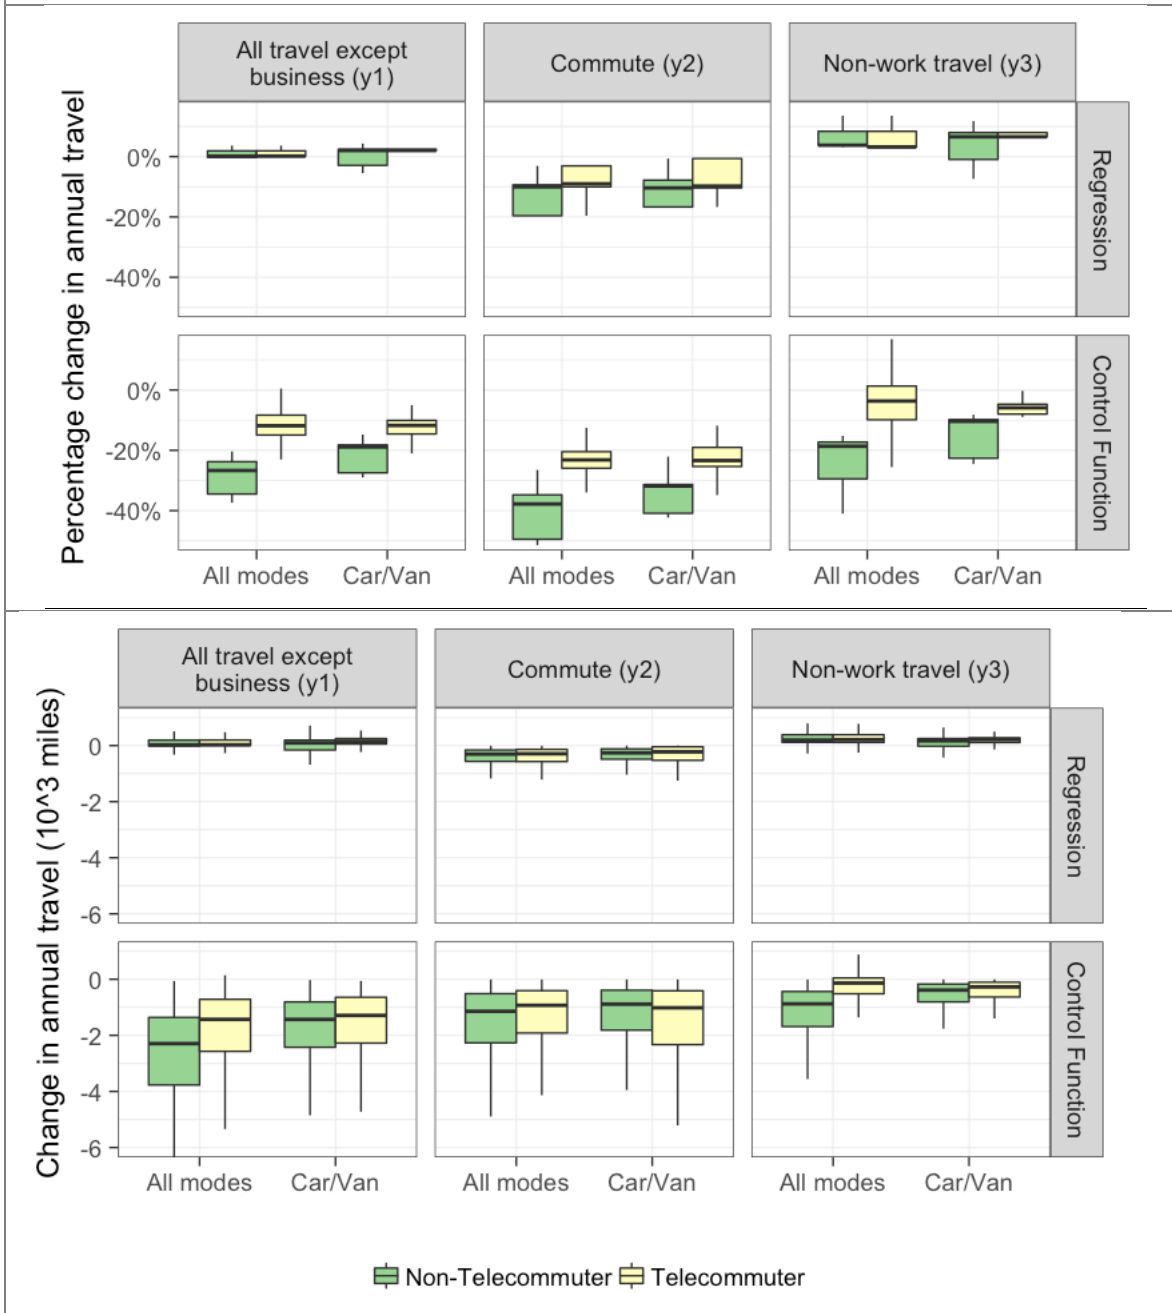 All travel except
business (y1)
Commute (y2)
Non-work travel (y3)
Percentage change in annual travel
0%
-20%
-40%
Regression
0%
-20%
-40%
Control Function
All modes
Car/Van
All modes
Car/Van
All modes
Car/Van
All travel except
business (y1)
Commute (y2)
Non-work travel (y3)
Change in annual travel (10^3 miles)
0
-2
-4
-6
Regression
0
-2
-4
-6
Control Function
All modes
Car/Van
All modes
Car/Van
All modes
Car/Van
Non-Telecommuter
Telecommuter